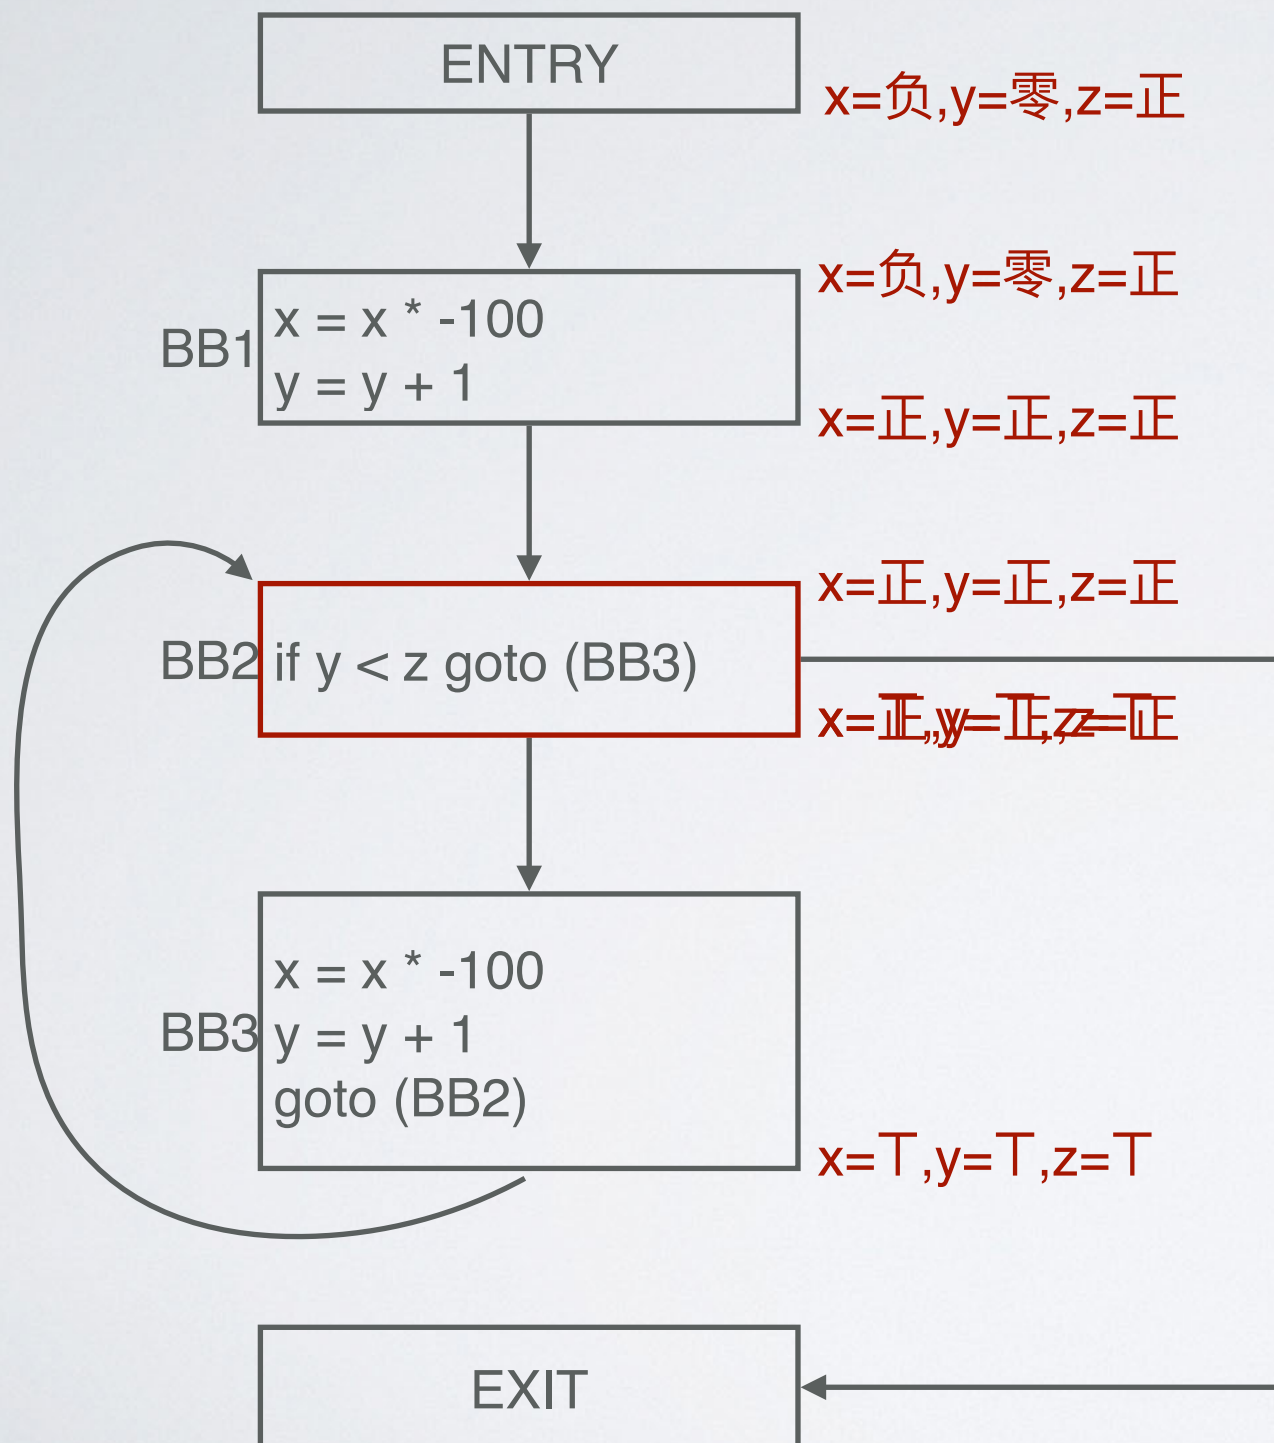 ENTRY
x=负,y=零,z=正
x=负,y=零,z=正
BB1
x = x * -100
y = y + 1
x=正,y=正,z=正
x=正,y=正,z=正
BB2
if y < z goto (BB3)
BB3
x = x * -100
y = y + 1
goto (BB2)
x=⊤,y=⊤,z=⊤
EXIT